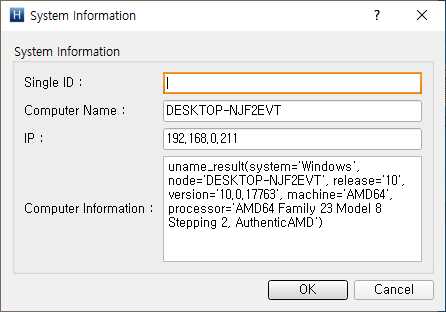 H System Information ? ×
System Information
Single ID :
Computer Name : DESKTOP-NJF2EVT
IP : 192.168.0.211
Computer Information : uname_result(system='Windows',
node='DESKTOP-NJF2EVT', release='10',
version='10.0.17763', machine='AMD64',
processor='AMD64 Family 23 Model 8
Stepping 2, AuthenticAMD')
OK Cancel